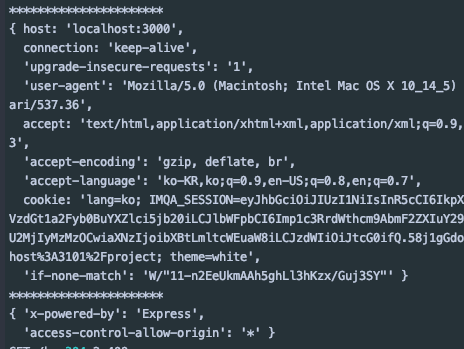 **********************
{ host: 'localhost:3000',
connection: 'keep-alive',
'upgrade-insecure-requests': '1',
'user-agent': 'Mozilla/5.0 (Macintosh; Intel Mac OS X 10_14_5)
ari/537.36',
accept: 'text/html,application/xhtml+xml,application/xml;q=0.9,
3',
'accept-encoding': 'gzip, deflate, br',
'accept-language': 'ko-KR,ko;q=0.9,en-US;q=0.8,en;q=0.7',
cookie: 'lang=ko; IMQA_SESSION=eyJhbGciOiJIUzI1NiIsInR5cCI6IkpX
VzdGt1a2Fyb0BuYXZlci5jb20iLCJlbWFpbCI6Imp1c3RrdWthcm9AbmF2ZXIuY29
U2MjIyMzMzOCwiaXNzIjoibXBtLmltcWEuaW8iLCJzdWIiOiJtcG0ifQ.58j1gGdo
host%3A3101%2Fproject; theme=white',
'if-none-match': 'W/"11-n2EeUkmAAh5ghLl3hKzx/Guj3SY"' }
**********************
{ 'x-powered-by': 'Express',
'access-control-allow-origin': '*' }